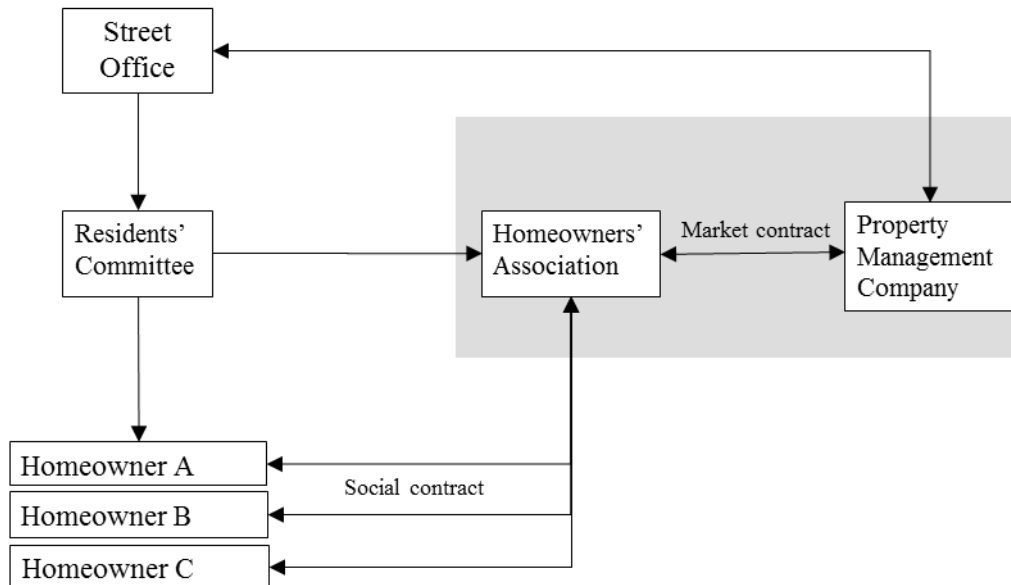 Street
Office
Residents’
Committee
Homeowners’
Association
Market contract
Property
Management
Company
Homeowner A
Social contract
Homeowner B
Homeowner C